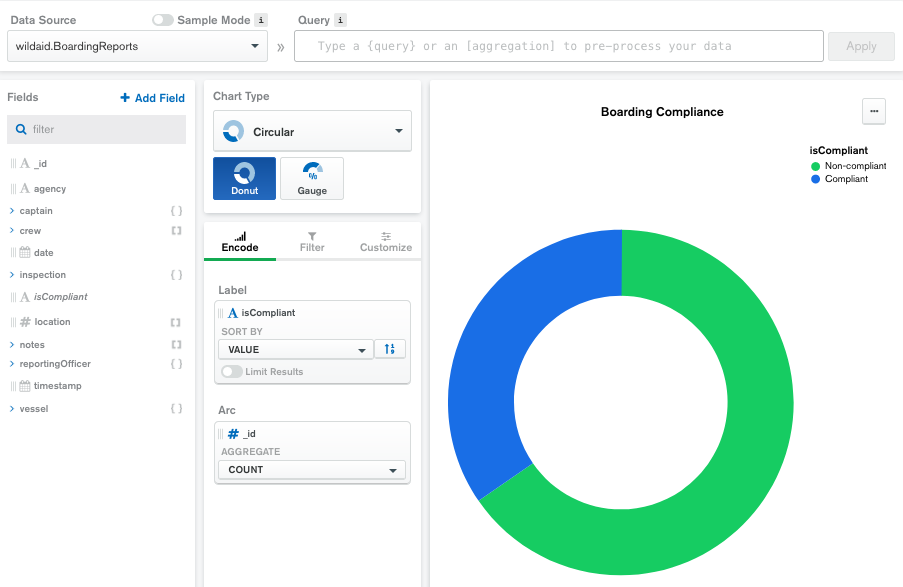 Data Source
Sample Mode i
Query i
wildaid.BoardingReports
»
Type a {query} or an [aggregation] to pre-process your data
Apply
Fields
+ Add Field
filter
A _id
A agency
captain { }
crew [ ]
date
inspection { }
A isCompliant
# location [ ]
notes [ ]
reportingOfficer { }
timestamp
vessel { }
Chart Type
Circular
Donut
Gauge
Encode
Filter
Customize
Label
A isCompliant
SORT BY
VALUE
Limit Results
Arc
# _id
AGGREGATE
COUNT
Boarding Compliance
...
isCompliant
Non-compliant
Compliant